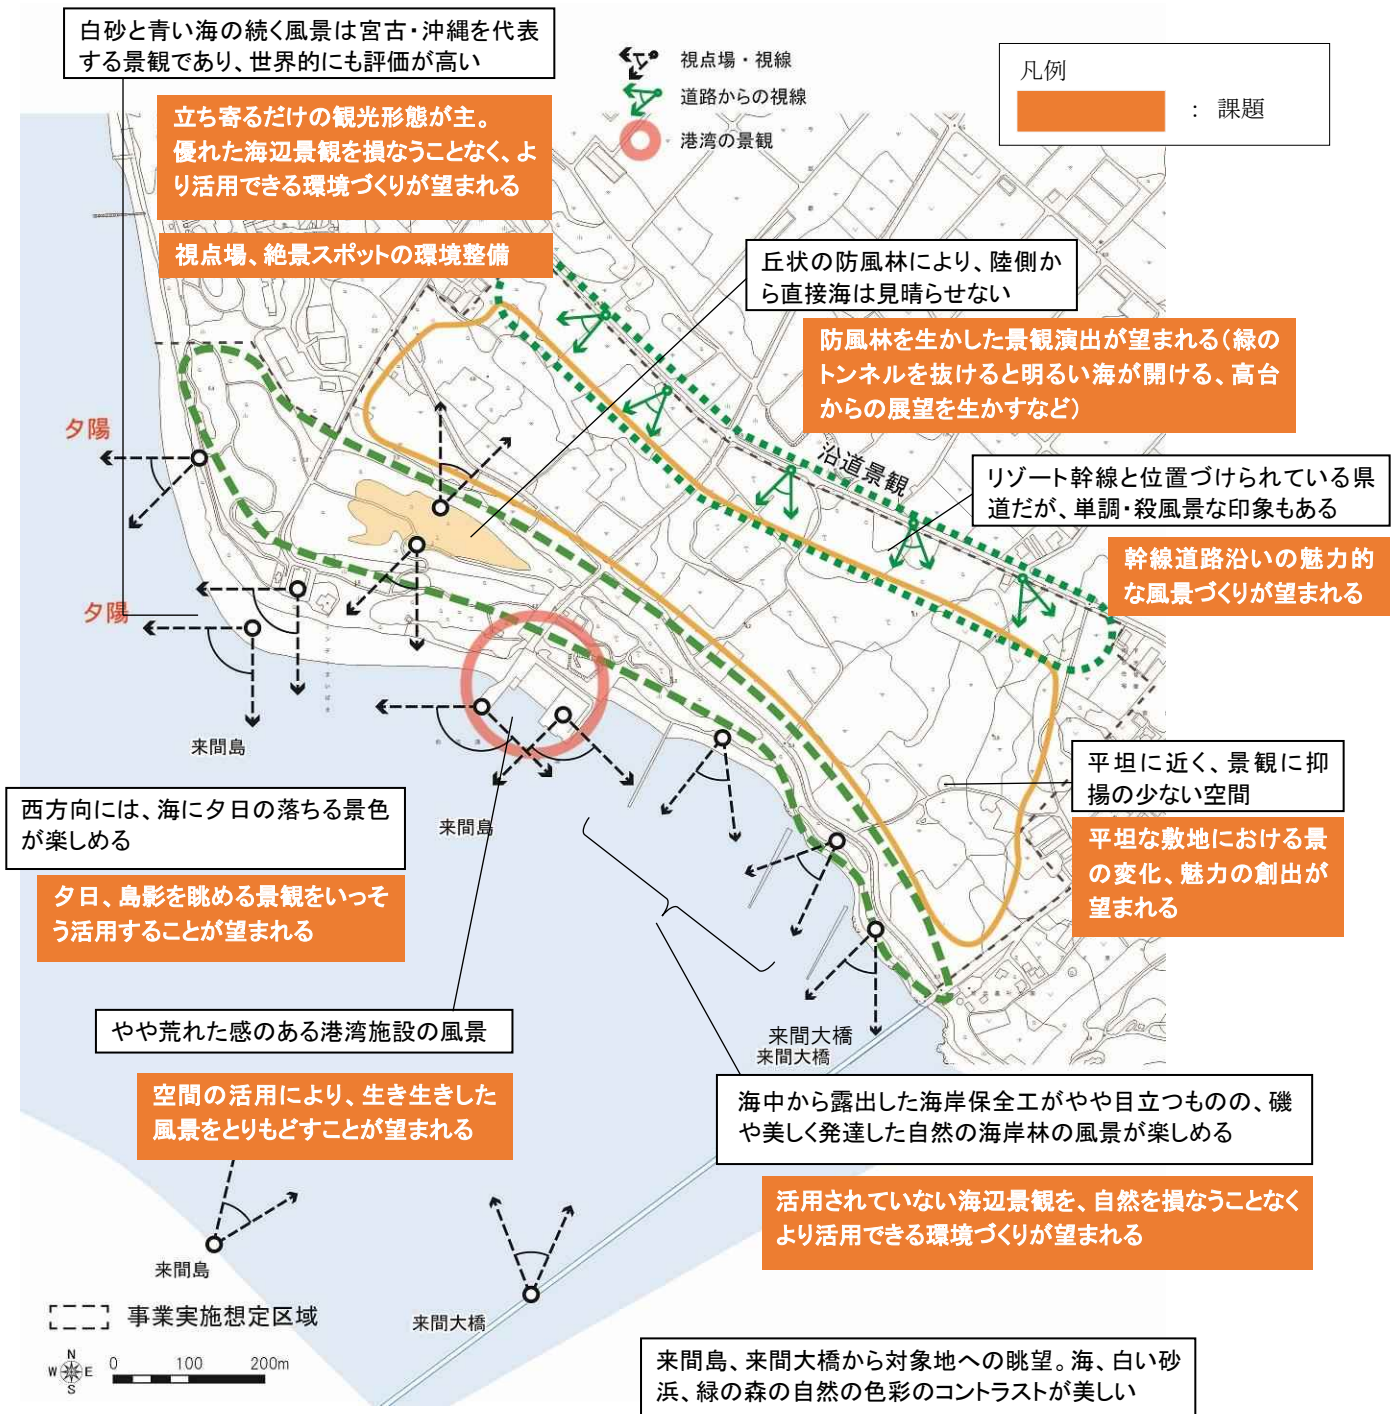 白砂と青い海の続く風景は宮古・沖縄を代表
する景観であり、世界的にも評価が高い
視点場・視線
道路からの視線
港湾の景観
凡例
： 課題
立ち寄るだけの観光形態が主。
優れた海辺景観を損なうことなく、よ
り活用できる環境づくりが望まれる
視点場、絶景スポットの環境整備
丘状の防風林により、陸側か
ら直接海は見晴らせない
防風林を生かした景観演出が望まれる（緑の
トンネルを抜けると明るい海が開ける、高台
からの展望を生かすなど）
夕陽
沿道景観
リゾート幹線と位置づけられている県
道だが、単調・殺風景な印象もある
幹線道路沿いの魅力的
な風景づくりが望まれる
夕陽
来間島
平坦に近く、景観に抑
揚の少ない空間
平坦な敷地における景
の変化、魅力の創出が
望まれる
西方向には、海に夕日の落ちる景色
が楽しめる
来間島
夕日、島影を眺める景観をいっそ
う活用することが望まれる
やや荒れた感のある港湾施設の風景
空間の活用により、生き生きした
風景をとりもどすことが望まれる
来間大橋
来間大橋
海中から露出した海岸保全工がやや目立つものの、磯
や美しく発達した自然の海岸林の風景が楽しめる
活用されていない海辺景観を、自然を損なうことなく
より活用できる環境づくりが望まれる
来間島
来間大橋
事業実施想定区域
N
W E
S
0 100 200m
来間島、来間大橋から対象地への眺望。海、白い砂
浜、緑の森の自然の色彩のコントラストが美しい